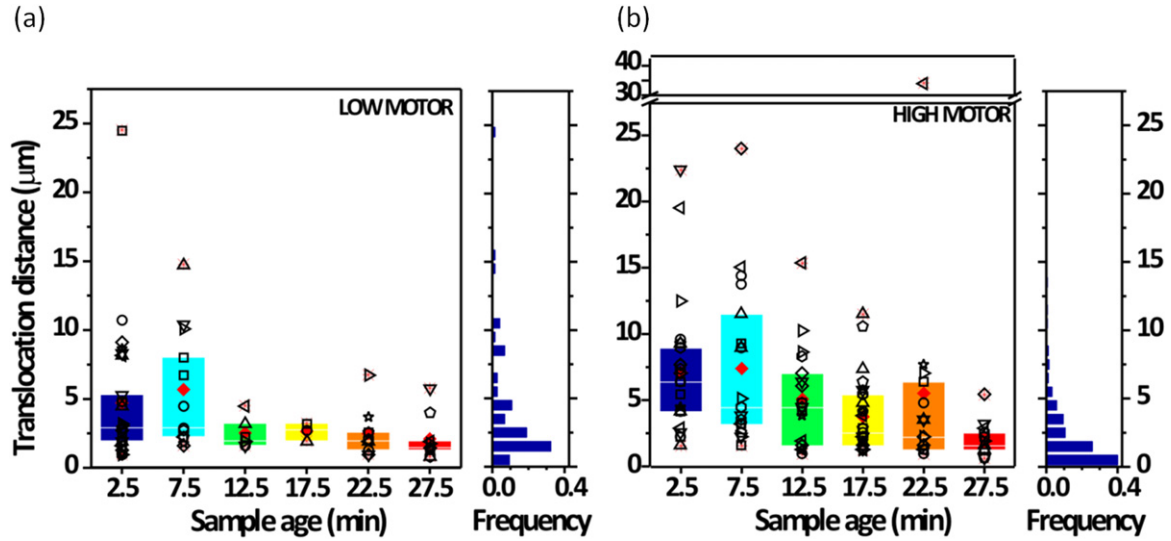 (a)
(b)
Translocation distance (µm)
LOW MOTOR
25
20
15
10
5
0
2.5 7.5 12.5 17.5 22.5 27.5
Sample age (min)
0.0 0.4
Frequency
40
30
HIGH MOTOR
25
20
15
10
5
0
2.5 7.5 12.5 17.5 22.5 27.5
Sample age (min)
25
20
15
10
5
0
0.0 0.4
Frequency